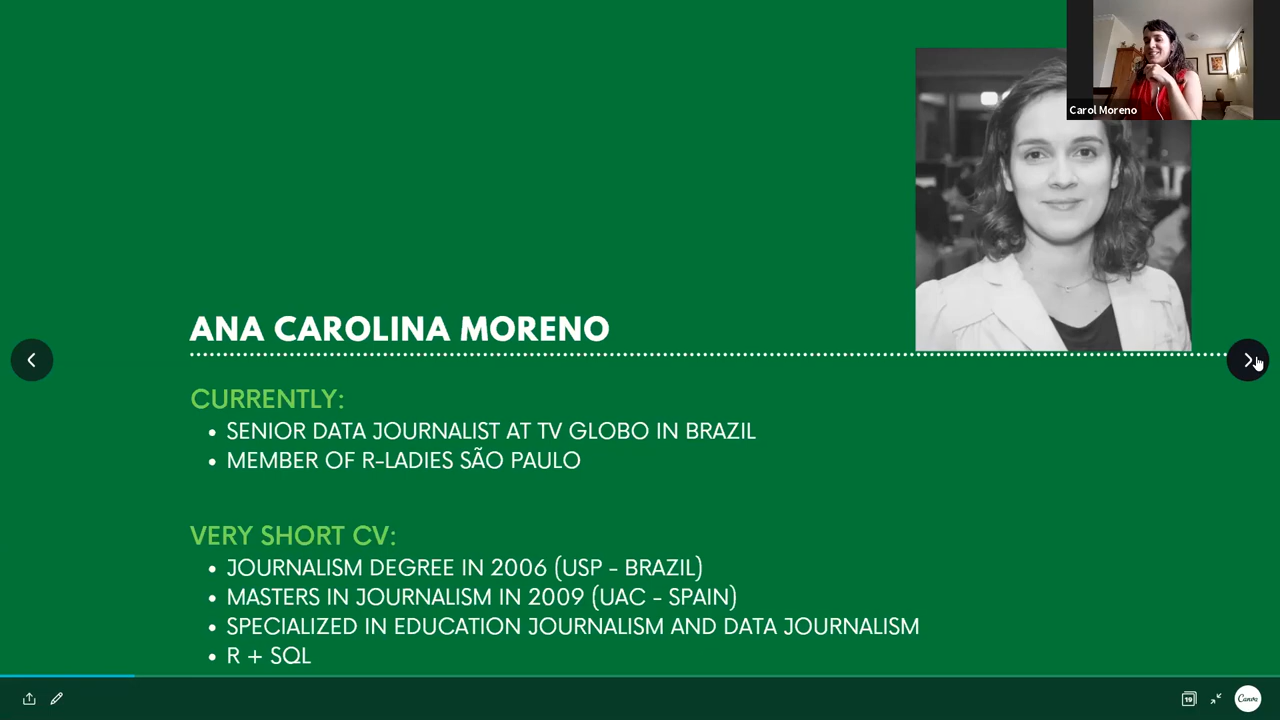 Carol Moreno
ANA CAROLINA MORENO
CURRENTLY:
• SENIOR DATA JOURNALIST AT TV GLOBO IN BRAZIL
• MEMBER OF R-LADIES SÃO PAULO
VERY SHORT CV:
• JOURNALISM DEGREE IN 2006 (USP - BRAZIL)
• MASTERS IN JOURNALISM IN 2009 (UAC - SPAIN)
• SPECIALIZED IN EDUCATION JOURNALISM AND DATA JOURNALISM
• R + SQL
19
Canva